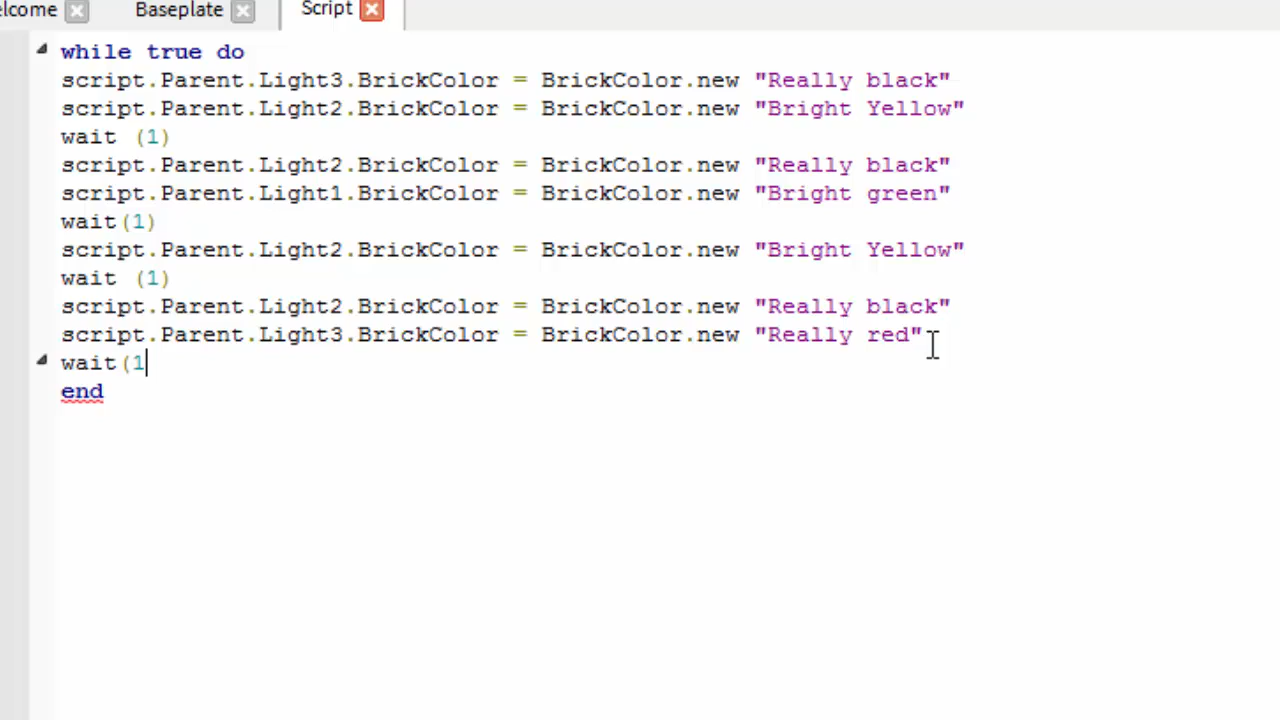 elcome Baseplate Script
while true do
script.Parent.Light3.BrickColor = BrickColor.new "Really black"
script.Parent.Light2.BrickColor = BrickColor.new "Bright Yellow"
wait (1)
script.Parent.Light2.BrickColor = BrickColor.new "Really black"
script.Parent.Light1.BrickColor = BrickColor.new "Bright green"
wait(1)
script.Parent.Light2.BrickColor = BrickColor.new "Bright Yellow"
wait (1)
script.Parent.Light2.BrickColor = BrickColor.new "Really black"
script.Parent.Light3.BrickColor = BrickColor.new "Really red"
wait(1
end